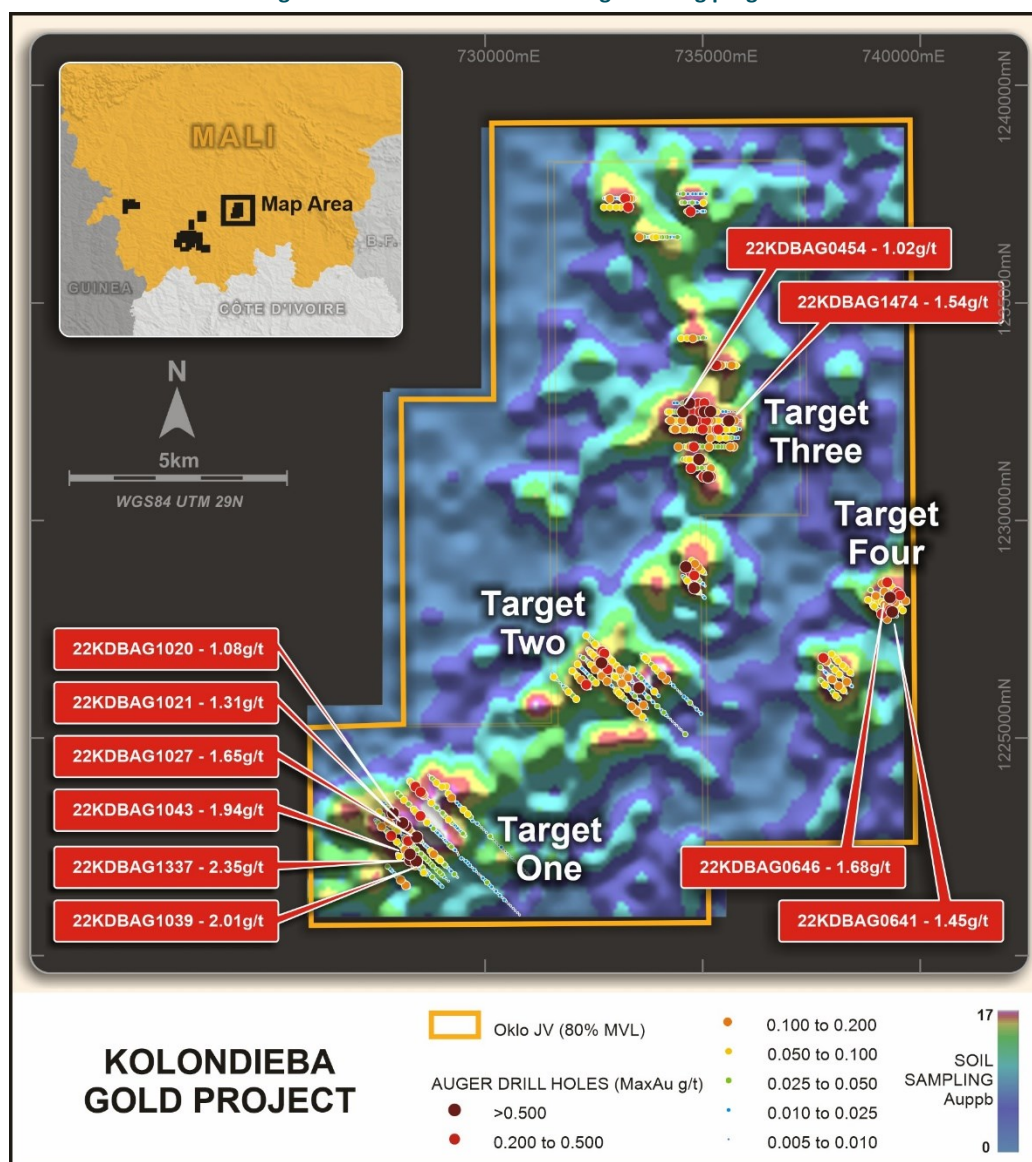 730000mE
735000mE
740000mE
1240000mN
MALI
Map Area
B.F.
GUINEA
CÔTE D'IVOIRE
N
5km
WGS84 UTM 29N
22KDBAG0454 - 1.02g/t
22KDBAG1474 - 1.54g/t
Target
Three
1230000mN
Target
Four
Target
Two
22KDBAG1020 - 1.08g/t
22KDBAG1021 - 1.31g/t
22KDBAG1027 - 1.65g/t
22KDBAG1043 - 1.94g/t
22KDBAG1337 - 2.35g/t
22KDBAG1039 - 2.01g/t
1225000mN
Target
One
22KDBAG0646 - 1.68g/t
22KDBAG0641 - 1.45g/t
KOLONDIEBA
GOLD PROJECT
Oklo JV (80% MVL)
AUGER DRILL HOLES (MaxAu g/t)
>0.500
0.200 to 0.500
0.100 to 0.200
0.050 to 0.100
0.025 to 0.050
0.010 to 0.025
0.005 to 0.010
17
SOIL
SAMPLING
Auppb
0